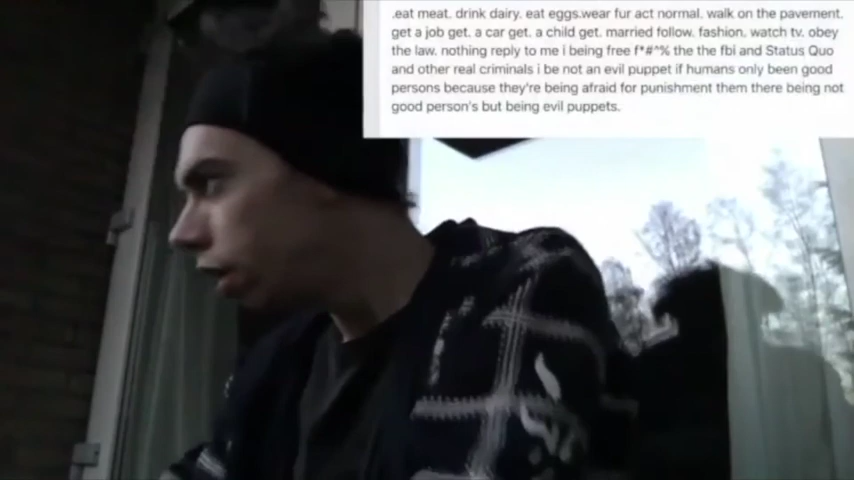 .eat meat. drink dairy. eat eggs.wear fur act normal. walk on the pavement.
get a job get. a car get. a child get. married follow. fashion. watch tv. obey
the law. nothing reply to me i being free f*#^% the the fbi and Status Quo
and other real criminals i be not an evil puppet if humans only been good
persons because they're being afraid for punishment them there being not
good person's but being evil puppets.